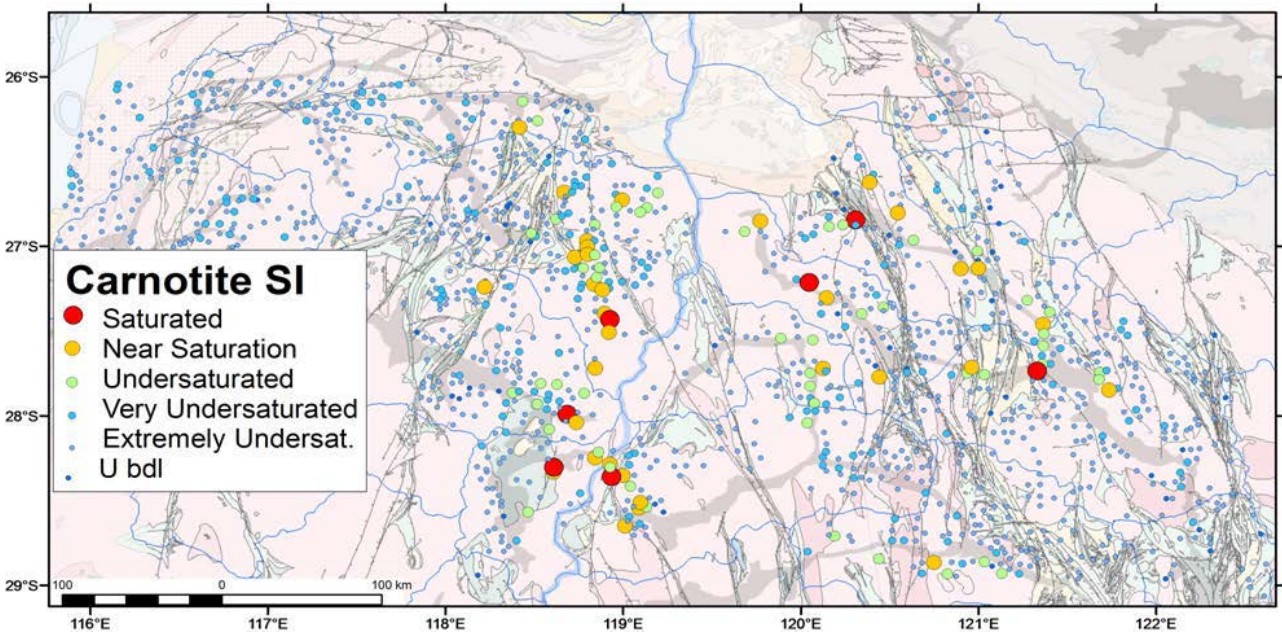 26°S
27°S
28°S
29°S
Carnotite SI
Saturated
Near Saturation
Undersaturated
Very Undersaturated
Extremely Undersat.
U bdl
100 0 100 km
116°E 117°E 118°E 119°E 120°E 121°E 122°E